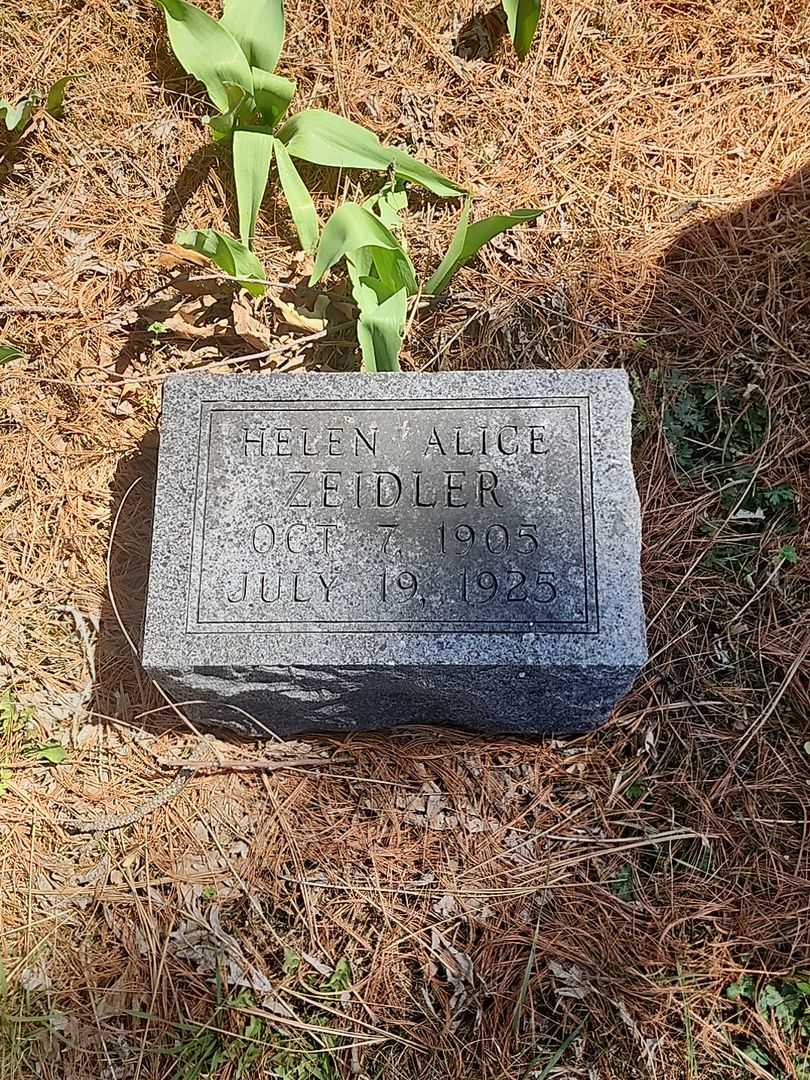 HELEN ALICE
ZEIDLER
OCT 7, 1905
JULY 19, 1925